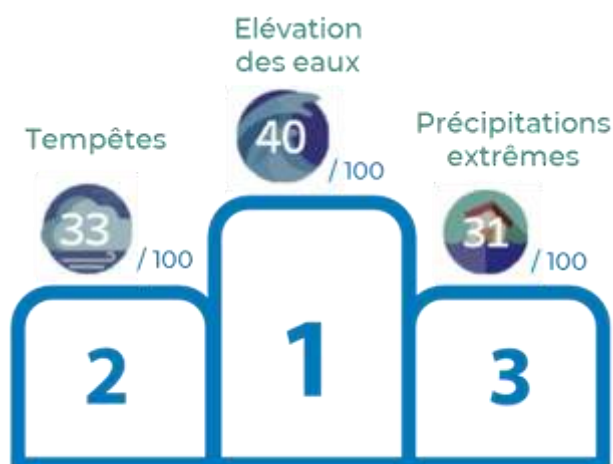 Elévation
des eaux
40 / 100
Tempêtes
33 / 100
Précipitations
extrêmes
31 / 100
2
1
3